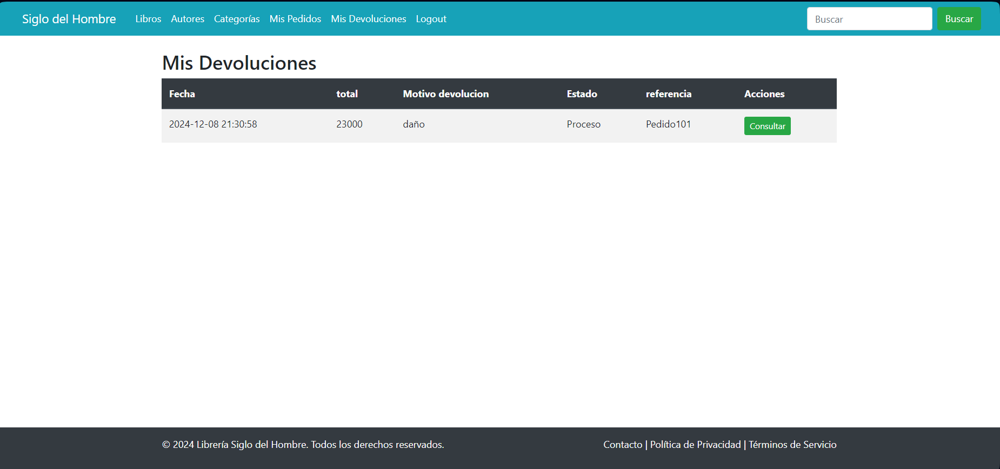 Siglo del Hombre Libros Autores Categorías Mis Pedidos Mis Devoluciones Logout Buscar Buscar
Mis Devoluciones
Fecha total Motivo devolucion Estado referencia Acciones
2024-12-08 21:30:58 23000 daño Proceso Pedido101 Consultar
© 2024 Librería Siglo del Hombre. Todos los derechos reservados. Contacto | Política de Privacidad | Términos de Servicio